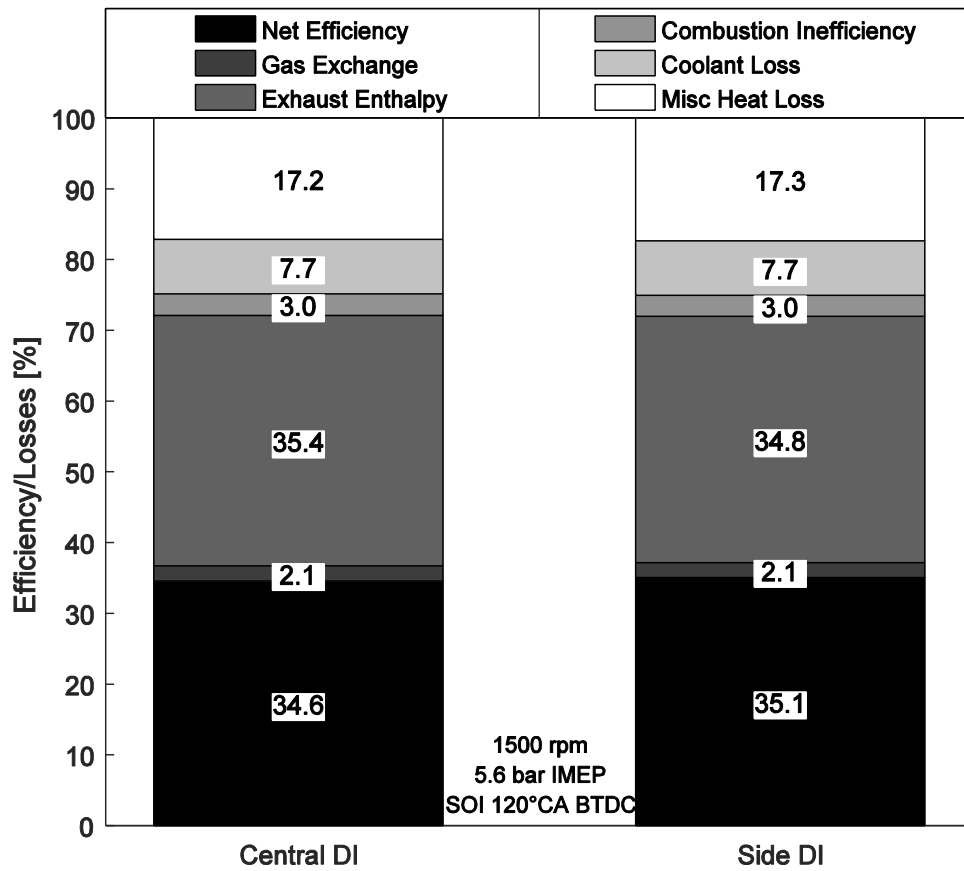 Net Efficiency
Gas Exchange
Exhaust Enthalpy
Combustion Inefficiency
Coolant Loss
Misc Heat Loss
Efficiency/Losses [%]
100
90
80
70
60
50
40
30
20
10
0
17.2
7.7
3.0
35.4
2.1
34.6
1500 rpm
5.6 bar IMEP
SOI 120°CA BTDC
17.3
7.7
3.0
34.8
2.1
35.1
Central DI
Side DI